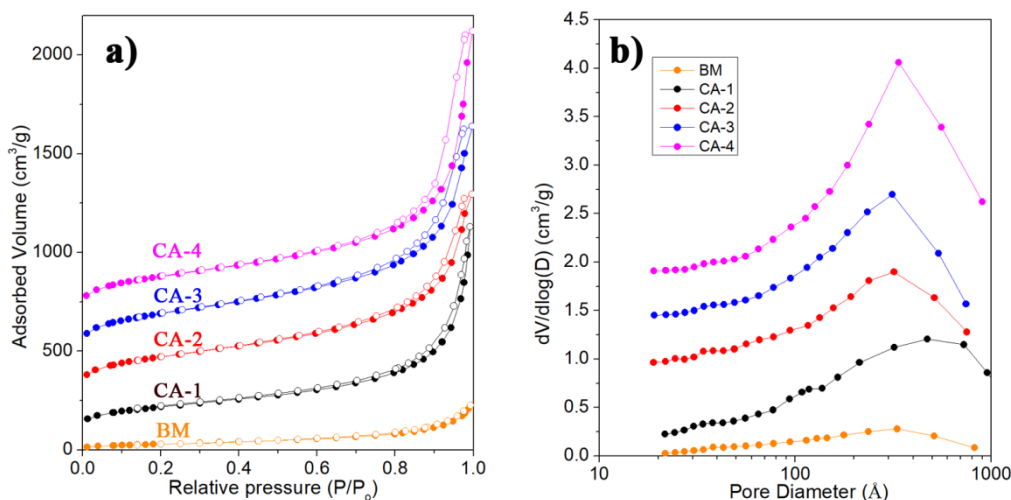 a)
2000
1500
1000
500
0
Adsorbed Volume (cm³/g)
CA-4
CA-3
CA-2
CA-1
BM
0.0 0.2 0.4 0.6 0.8 1.0
Relative pressure (P/Pₒ)
b)
BM
CA-1
CA-2
CA-3
CA-4
4.5
4.0
3.5
3.0
2.5
2.0
1.5
1.0
0.5
0.0
dV/dlog(D) (cm³/g)
10 100 1000
Pore Diameter (Å)